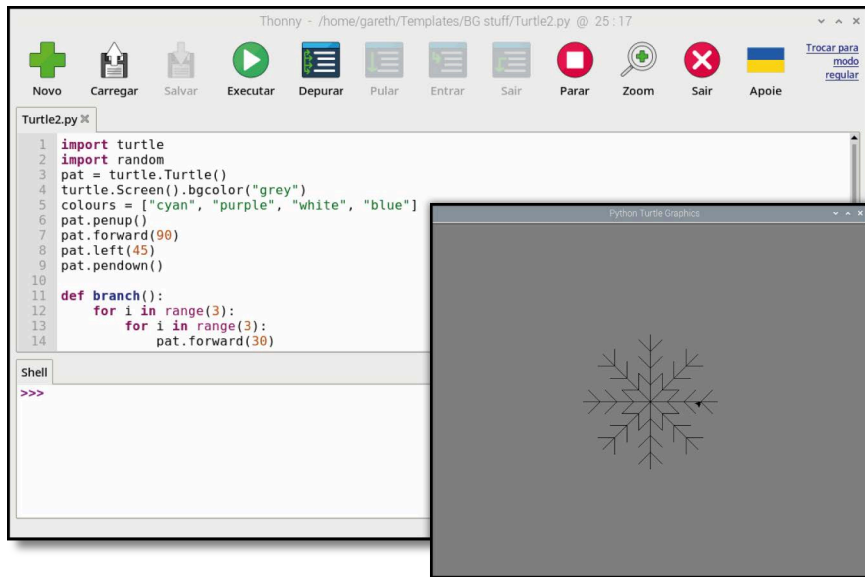 Thonny - /home/gareth/Templates/BG stuff/Turtle2.py @ 25:17
Novo Carregar Salvar Executar Depurar Pular Entrar Sair Parar Zoom Sair Apoie
Trocar para
modo
regular
Turtle2.py
1 import turtle
2 import random
3 pat = turtle.Turtle()
4 turtle.Screen().bgcolor("grey")
5 colours = ["cyan", "purple", "white", "blue"]
6 pat.penup()
7 pat.forward(90)
8 pat.left(45)
9 pat.pendown()
10
11 def branch():
12     for i in range(3):
13         for i in range(3):
14             pat.forward(30)
Shell
>>>
Python Turtle Graphics